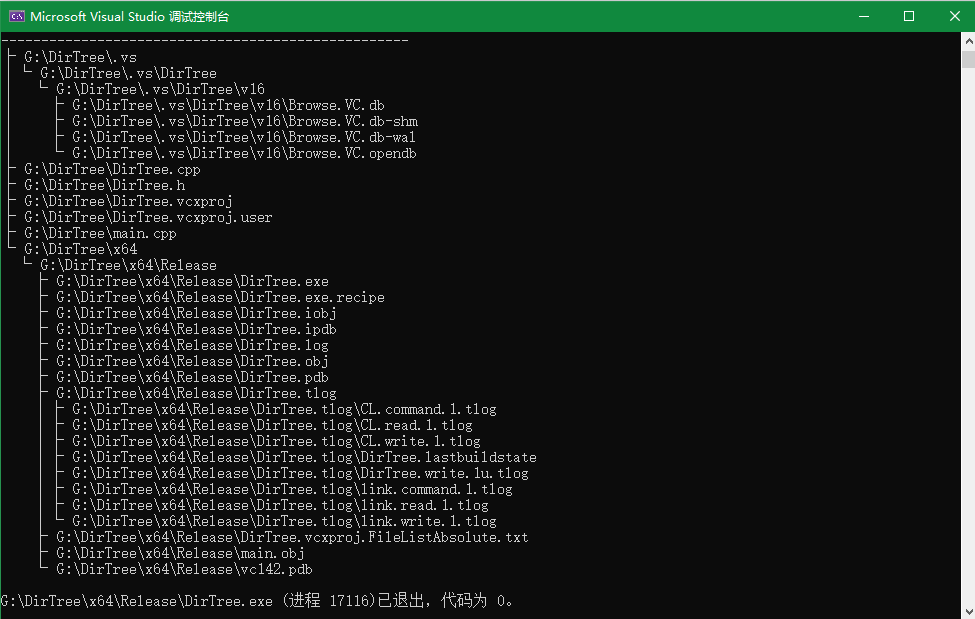 Microsoft Visual Studio 调试控制台
---------------------------------------------------
├ G:\DirTree\.vs
│ └ G:\DirTree\.vs\DirTree
│   └ G:\DirTree\.vs\DirTree\v16
│     ├ G:\DirTree\.vs\DirTree\v16\Browse.VC.db
│     ├ G:\DirTree\.vs\DirTree\v16\Browse.VC.db-shm
│     ├ G:\DirTree\.vs\DirTree\v16\Browse.VC.db-wal
│     └ G:\DirTree\.vs\DirTree\v16\Browse.VC.opendb
├ G:\DirTree\DirTree.cpp
├ G:\DirTree\DirTree.h
├ G:\DirTree\DirTree.vcxproj
├ G:\DirTree\DirTree.vcxproj.user
├ G:\DirTree\main.cpp
└ G:\DirTree\x64
  └ G:\DirTree\x64\Release
    ├ G:\DirTree\x64\Release\DirTree.exe
    ├ G:\DirTree\x64\Release\DirTree.exe.recipe
    ├ G:\DirTree\x64\Release\DirTree.iobj
    ├ G:\DirTree\x64\Release\DirTree.ipdb
    ├ G:\DirTree\x64\Release\DirTree.log
    ├ G:\DirTree\x64\Release\DirTree.obj
    ├ G:\DirTree\x64\Release\DirTree.pdb
    ├ G:\DirTree\x64\Release\DirTree.tlog
    │ ├ G:\DirTree\x64\Release\DirTree.tlog\CL.command.1.tlog
    │ ├ G:\DirTree\x64\Release\DirTree.tlog\CL.read.1.tlog
    │ ├ G:\DirTree\x64\Release\DirTree.tlog\CL.write.1.tlog
    │ ├ G:\DirTree\x64\Release\DirTree.tlog\DirTree.lastbuildstate
    │ ├ G:\DirTree\x64\Release\DirTree.tlog\DirTree.write.1u.tlog
    │ ├ G:\DirTree\x64\Release\DirTree.tlog\link.command.1.tlog
    │ ├ G:\DirTree\x64\Release\DirTree.tlog\link.read.1.tlog
    │ └ G:\DirTree\x64\Release\DirTree.tlog\link.write.1.tlog
    ├ G:\DirTree\x64\Release\DirTree.vcxproj.FileListAbsolute.txt
    ├ G:\DirTree\x64\Release\main.obj
    └ G:\DirTree\x64\Release\vc142.pdb
G:\DirTree\x64\Release\DirTree.exe (进程 17116)已退出，代码为 0。